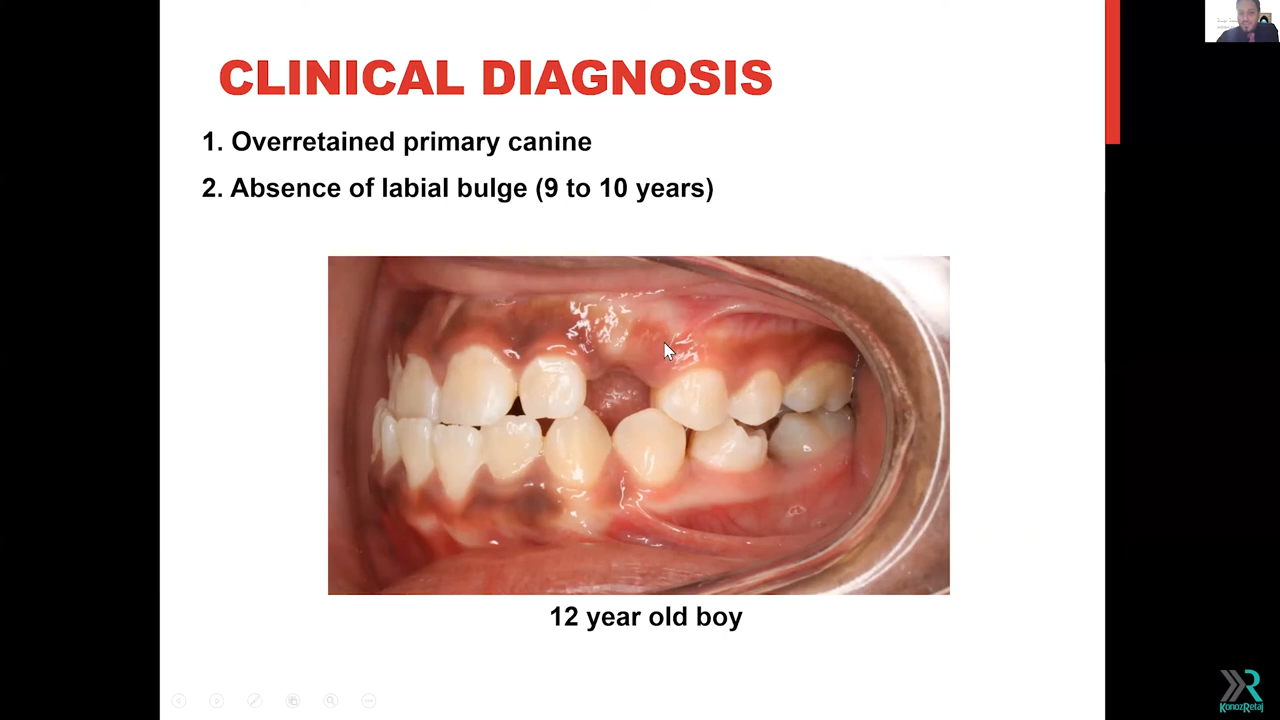 CLINICAL DIAGNOSIS
1. Overretained primary canine
2. Absence of labial bulge (9 to 10 years)
12 year old boy
KonozRetaj